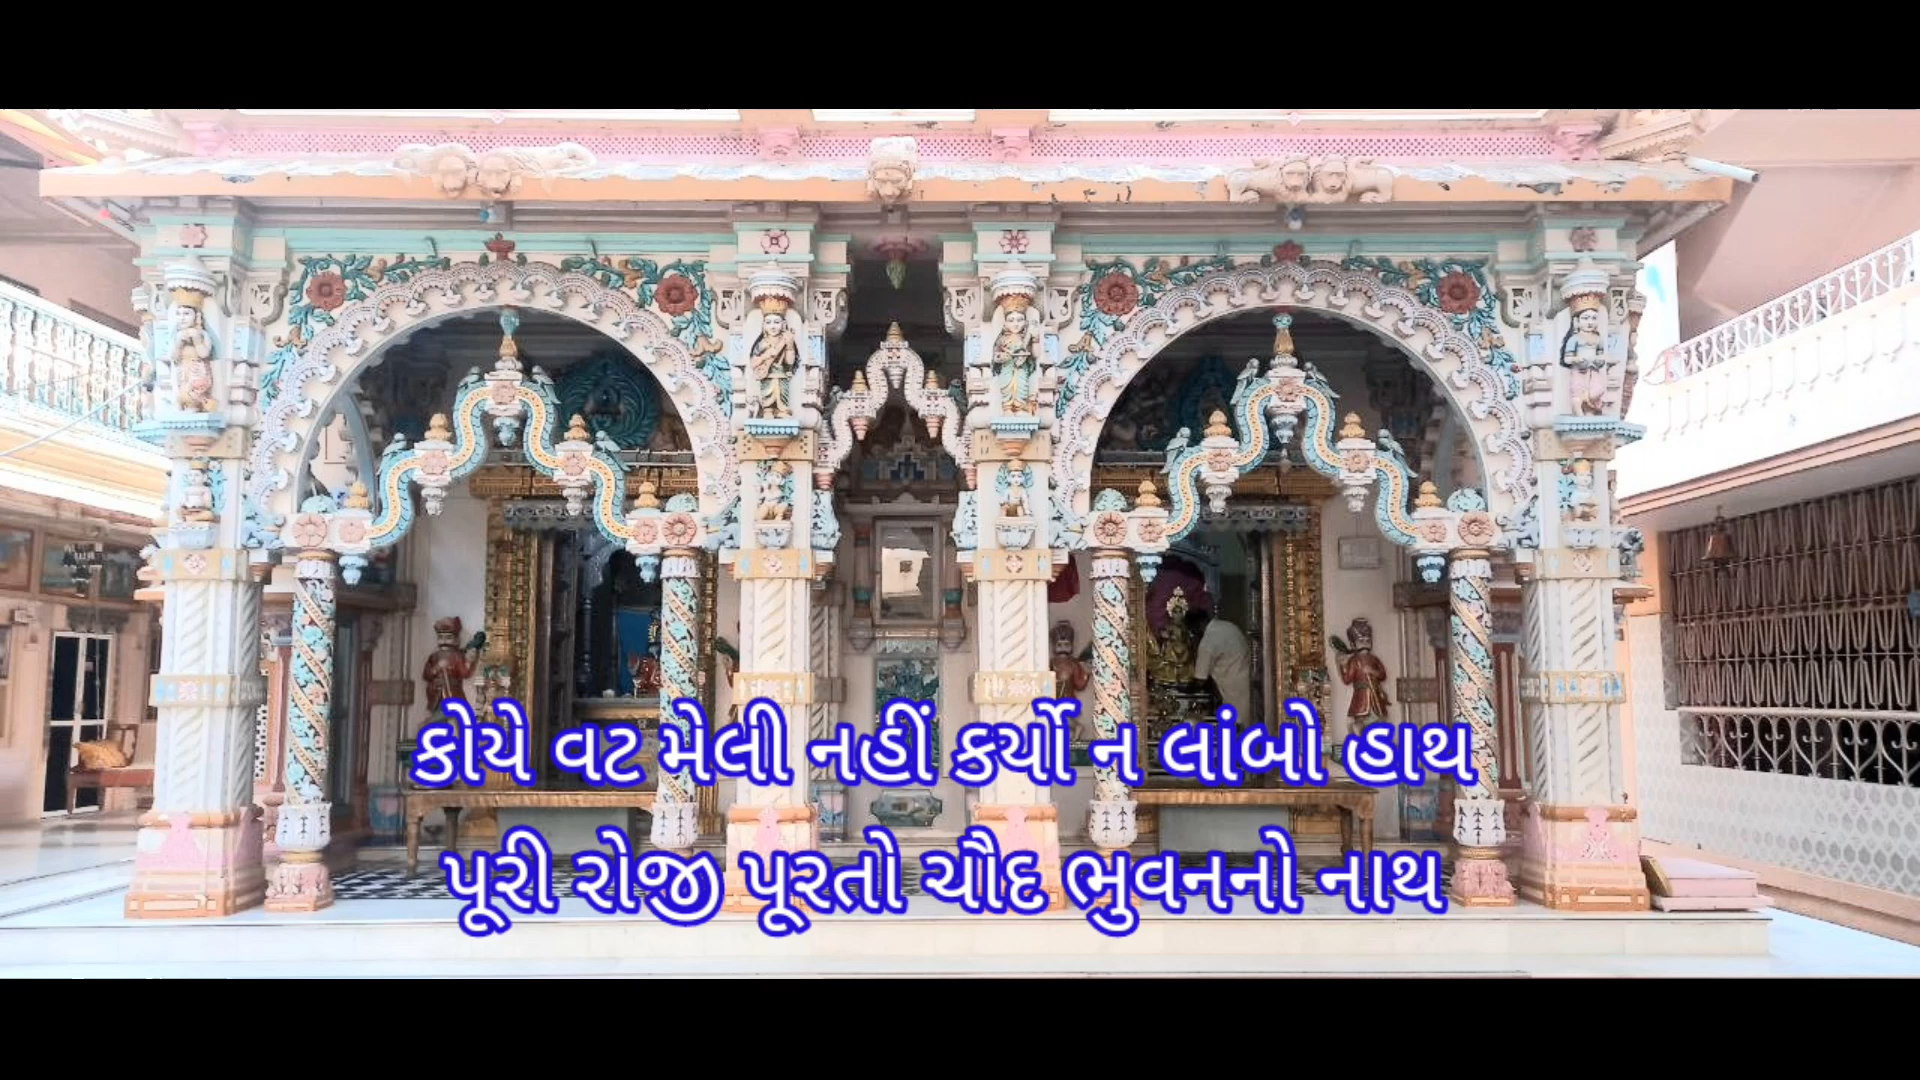 કોયે વટ મેલી નહીં કર્યો ન લાંબો હાથ
પૂરી રોજી પૂરતો ચૌદ ભુવનનો નાથ